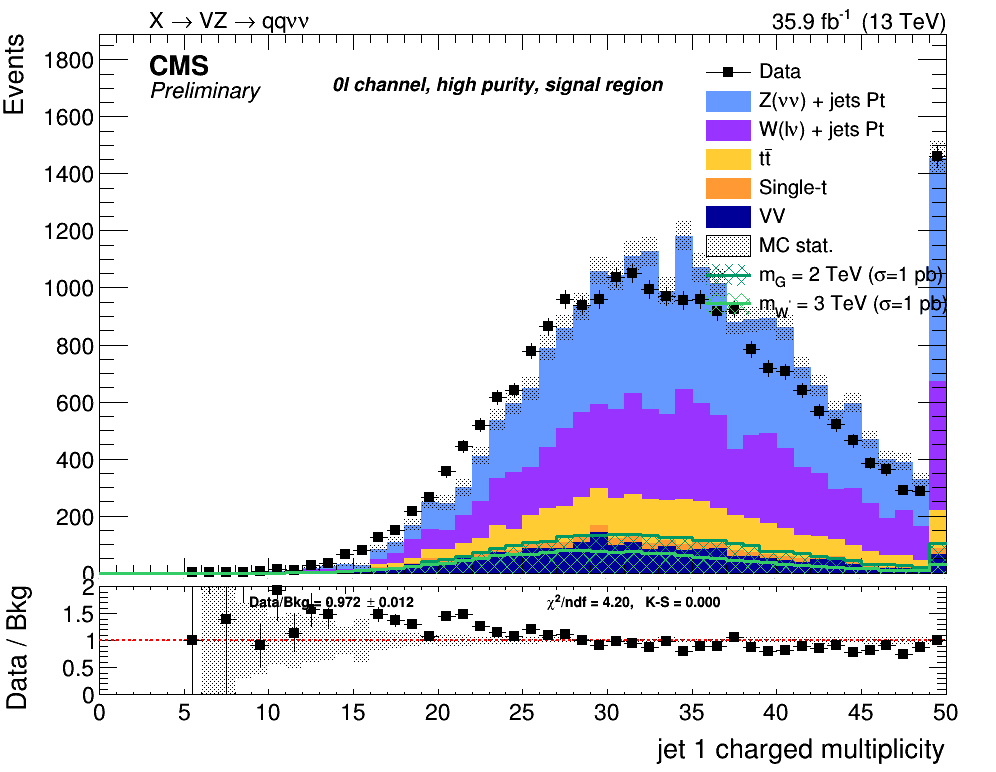 X → VZ → qqνν
35.9 fb⁻¹ (13 TeV)
Events
CMS
Preliminary
0l channel, high purity, signal region
Data
Z(νν) + jets Pt
W(lν) + jets Pt
tt̄
Single-t
VV
MC stat.
m_G = 2 TeV (σ=1 pb)
m_W' = 3 TeV (σ=1 pb)
1800
1600
1400
1200
1000
800
600
400
200
0
Data / Bkg
Data/Bkg = 0.972 ± 0.012
χ²/ndf = 4.20, K-S = 0.000
2
1.5
1
0.5
0
0 5 10 15 20 25 30 35 40 45 50
jet 1 charged multiplicity